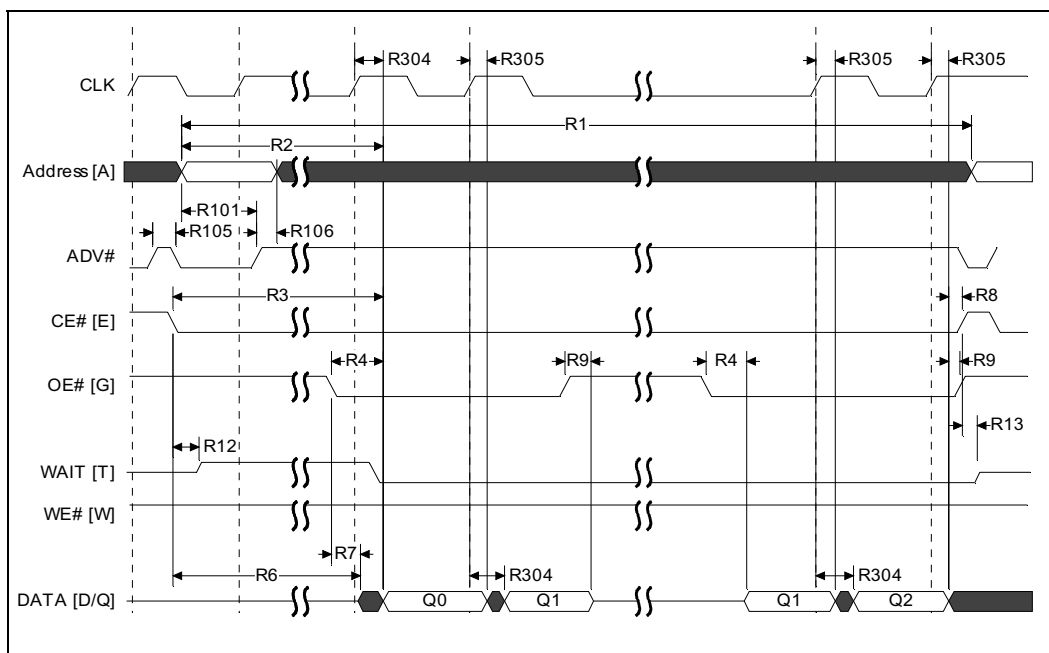 R304 R305 R305 R305
CLK
R1
R2
Address [A]
R101
R105 R106
ADV#
R3 R8
CE# [E]
R4 R9 R4 R9
OE# [G]
R12 R13
WAIT [T]
WE# [W]
R7
R6 R304 R304
DATA [D/Q] Q0 Q1 Q1 Q2